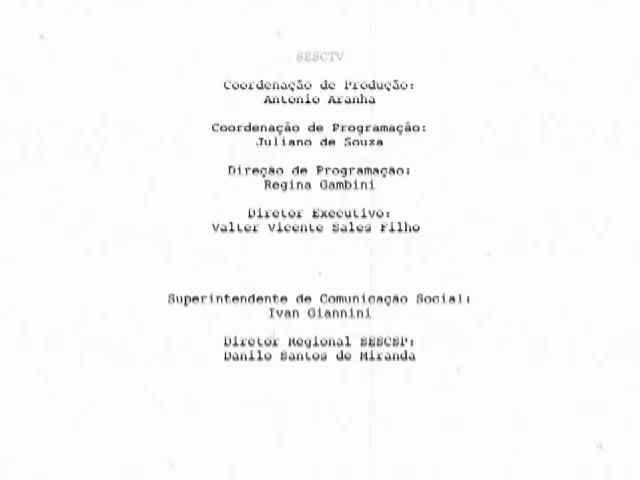 SESCTV
Coordenação de Produção:
Antonio Aranha
Coordenação de Programação:
Juliano de Souza
Direção de Programação:
Regina Gambini
Diretor Executivo:
Valter Vicente Sales Filho
Superintendente de Comunicação Social:
Ivan Giannini
Diretor Regional SESCSP:
Danilo Santos de Miranda